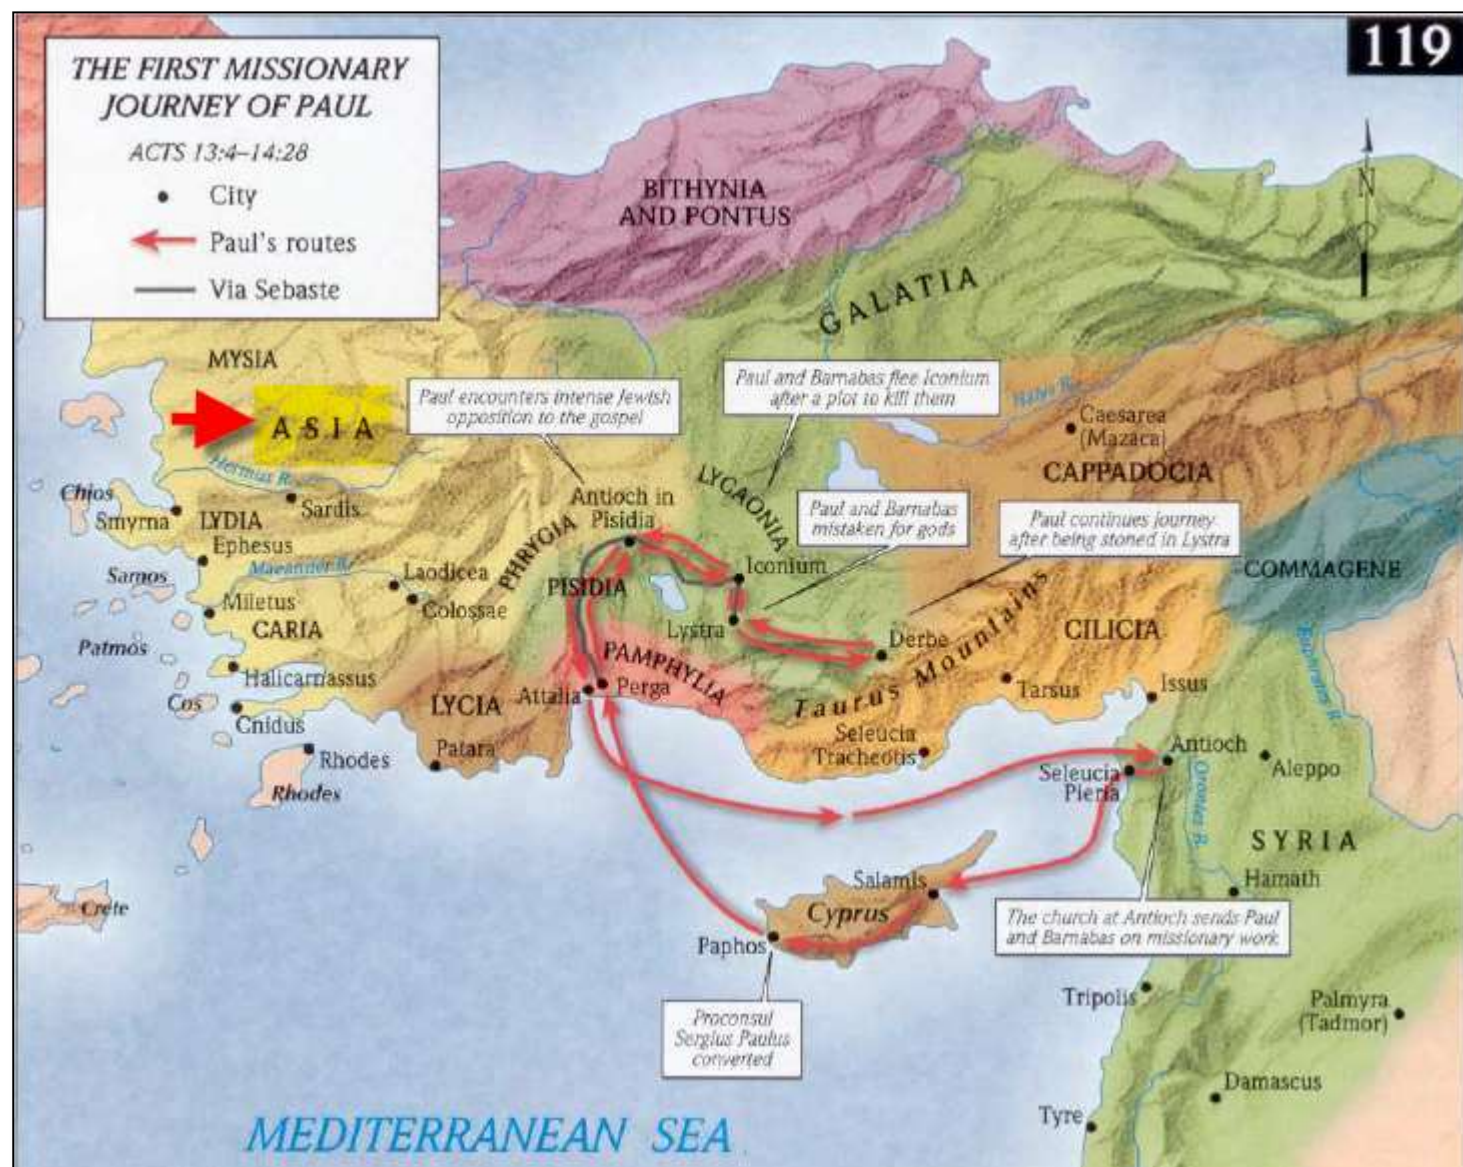 119
THE FIRST MISSIONARY
JOURNEY OF PAUL
ACTS 13:4–14:28
City
Paul's routes
Via Sebaste
N
BITHYNIA
AND PONTUS
GALATIA
MYSIA
ASIA
Paul encounters intense Jewish
opposition to the gospel
Paul and Barnabas flee Iconium
after a plot to kill them
Halys R.
Caesarea
(Mazaca)
CAPPADOCIA
Hermus R.
Chios
Smyrna
LYDIA
Sardis
Ephesus
Antioch in
Pisidia
PHRYGIA
LYCAONIA
Paul and Barnabas
mistaken for gods
Paul continues journey
after being stoned in Lystra
COMMAGENE
Samos
Maeander R.
Laodicea
Colossae
Miletus
CARIA
Patmos
PISIDIA
Iconium
Lystra
Derbe
Taurus Mountains
CILICIA
Euphrates R.
Halicarnassus
Cos
Cnidus
LYCIA
Attalia
Perga
PAMPHYLIA
Tarsus
Issus
Rhodes
Rhodes
Patara
Seleucia
Tracheotis
Seleucia
Pieria
Antioch
Aleppo
Orontes R.
SYRIA
Hamath
Crete
Salamis
Cyprus
Paphos
The church at Antioch sends Paul
and Barnabas on missionary work
Proconsul
Sergius Paulus
converted
Tripolis
Palmyra
(Tadmor)
Damascus
Tyre
MEDITERRANEAN SEA